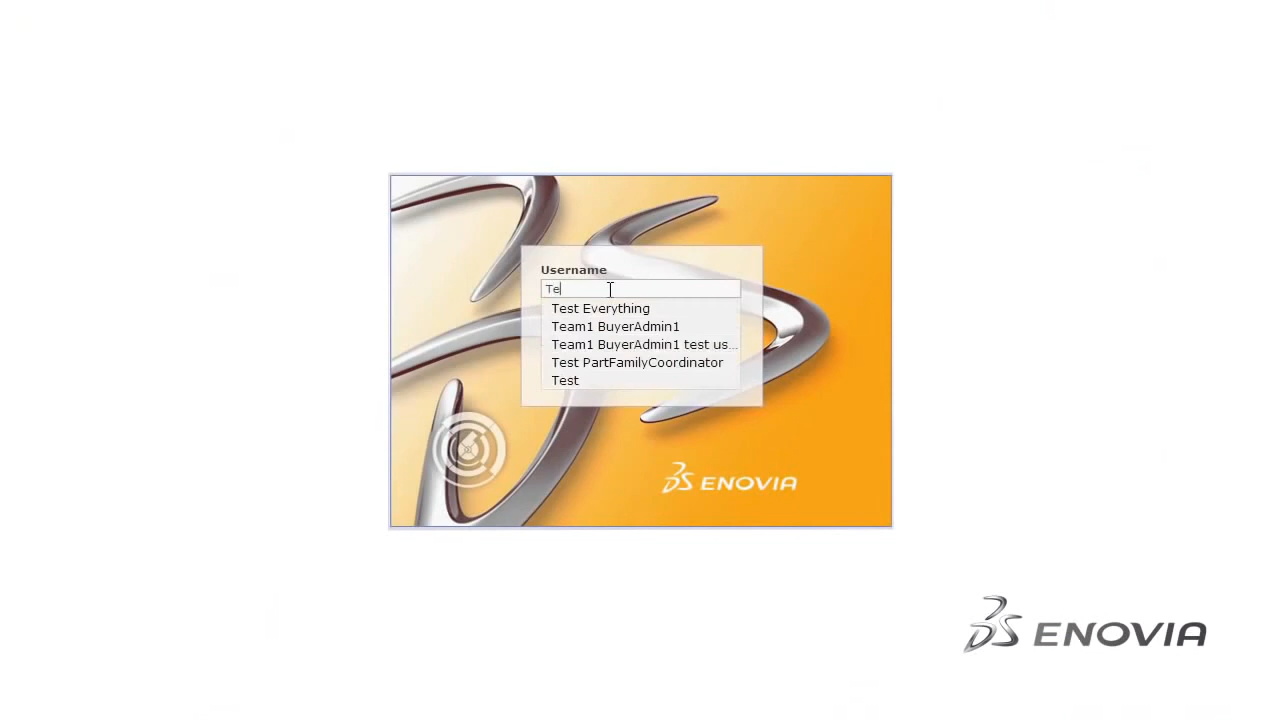 Username
Te
Test Everything
Team1 BuyerAdmin1
Team1 BuyerAdmin1 test us...
Test PartFamilyCoordinator
Test
ENOVIA
ENOVIA